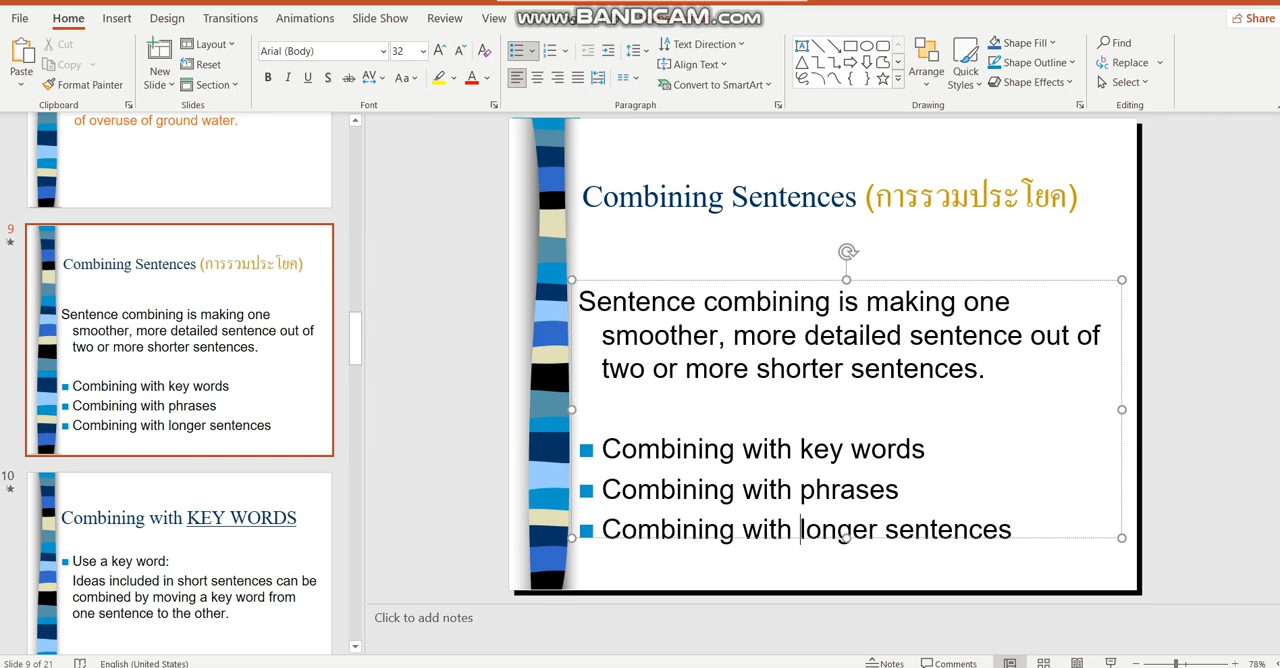 File Home Insert Design Transitions Animations Slide Show Review View www.BANDICAM.com Share
Paste
Cut
Copy
Format Painter
Clipboard
New Slide
Layout
Reset
Section
Slides
Arial (Body) 32
B I U S ab AV Aa A
Font
Text Direction
Align Text
Convert to SmartArt
Paragraph
Arrange
Quick Styles
Shape Fill
Shape Outline
Shape Effects
Drawing
Find
Replace
Select
Editing
of overuse of ground water.
9
Combining Sentences (การรวมประโยค)
Sentence combining is making one
smoother, more detailed sentence out of
two or more shorter sentences.
Combining with key words
Combining with phrases
Combining with longer sentences
10
Combining with KEY WORDS
Use a key word:
Ideas included in short sentences can be
combined by moving a key word from
one sentence to the other.
Combining Sentences (การรวมประโยค)
Sentence combining is making one
smoother, more detailed sentence out of
two or more shorter sentences.
Combining with key words
Combining with phrases
Combining with longer sentences
Click to add notes
Slide 9 of 21 English (United States) Notes Comments 78%